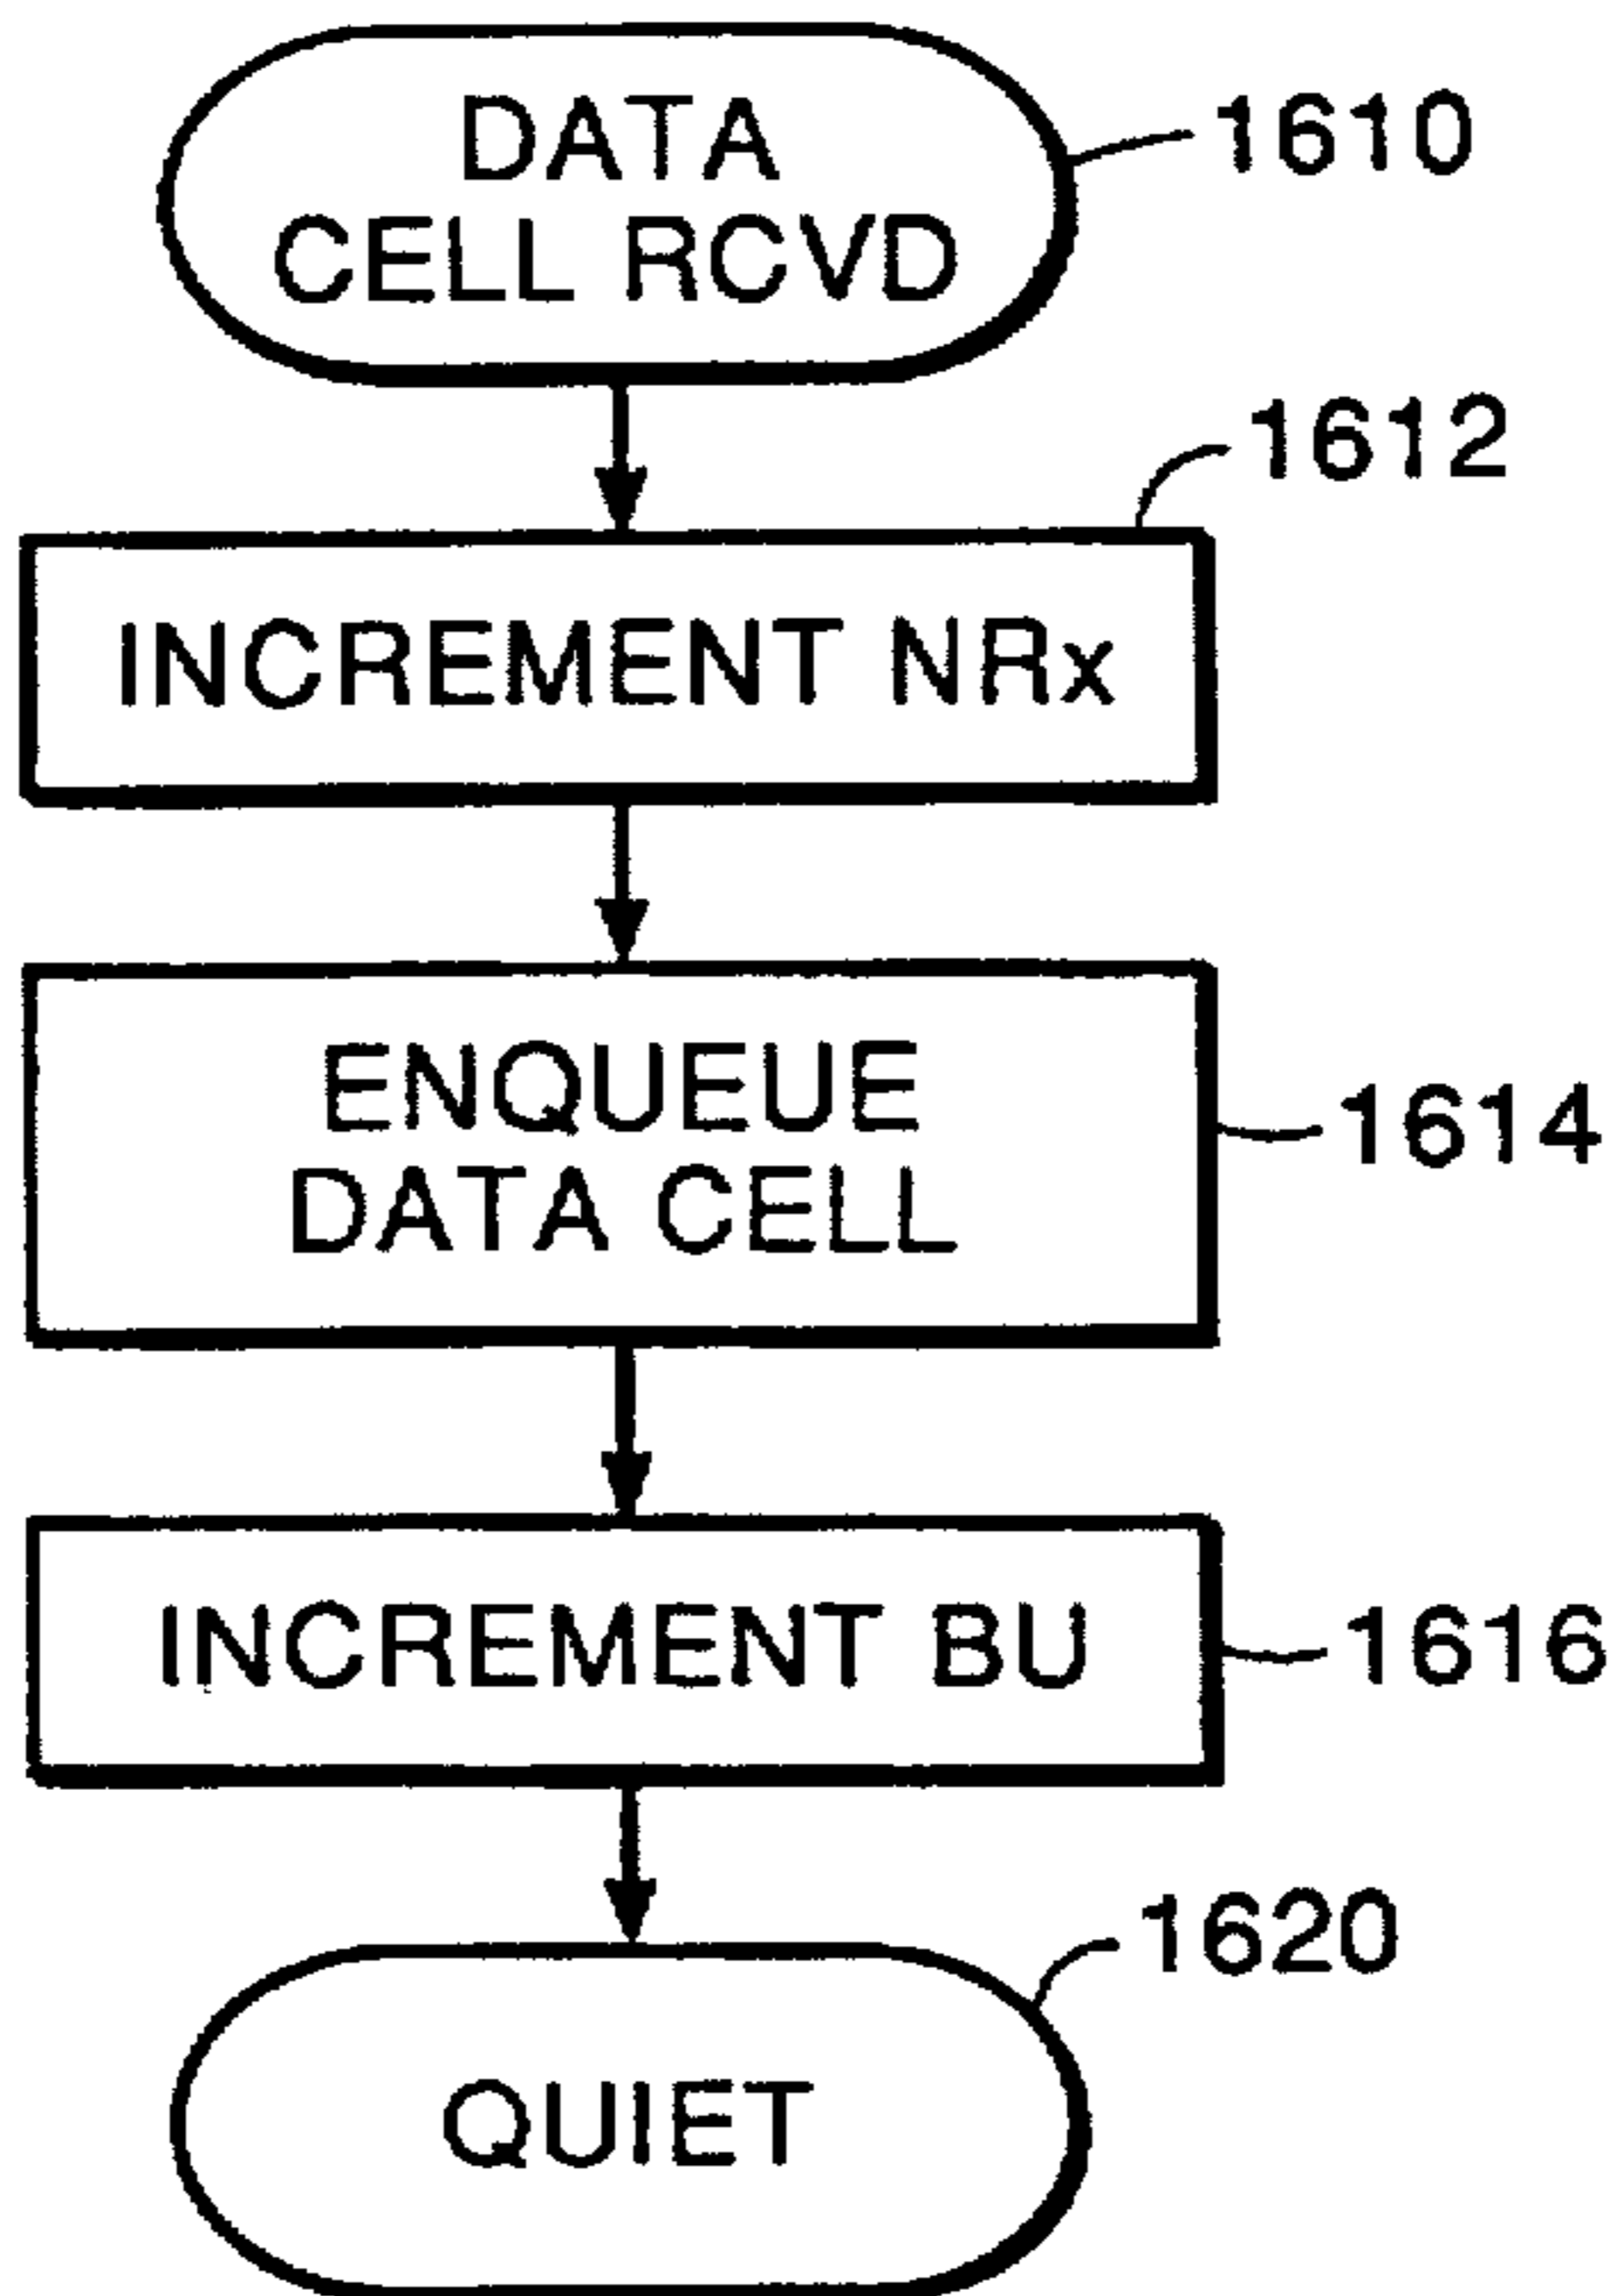 DATA
CELL RCVD
1610
1612
INCREMENT NRx
ENQUEUE
DATA CELL
1614
INCREMENT BU
1616
1620
QUIET